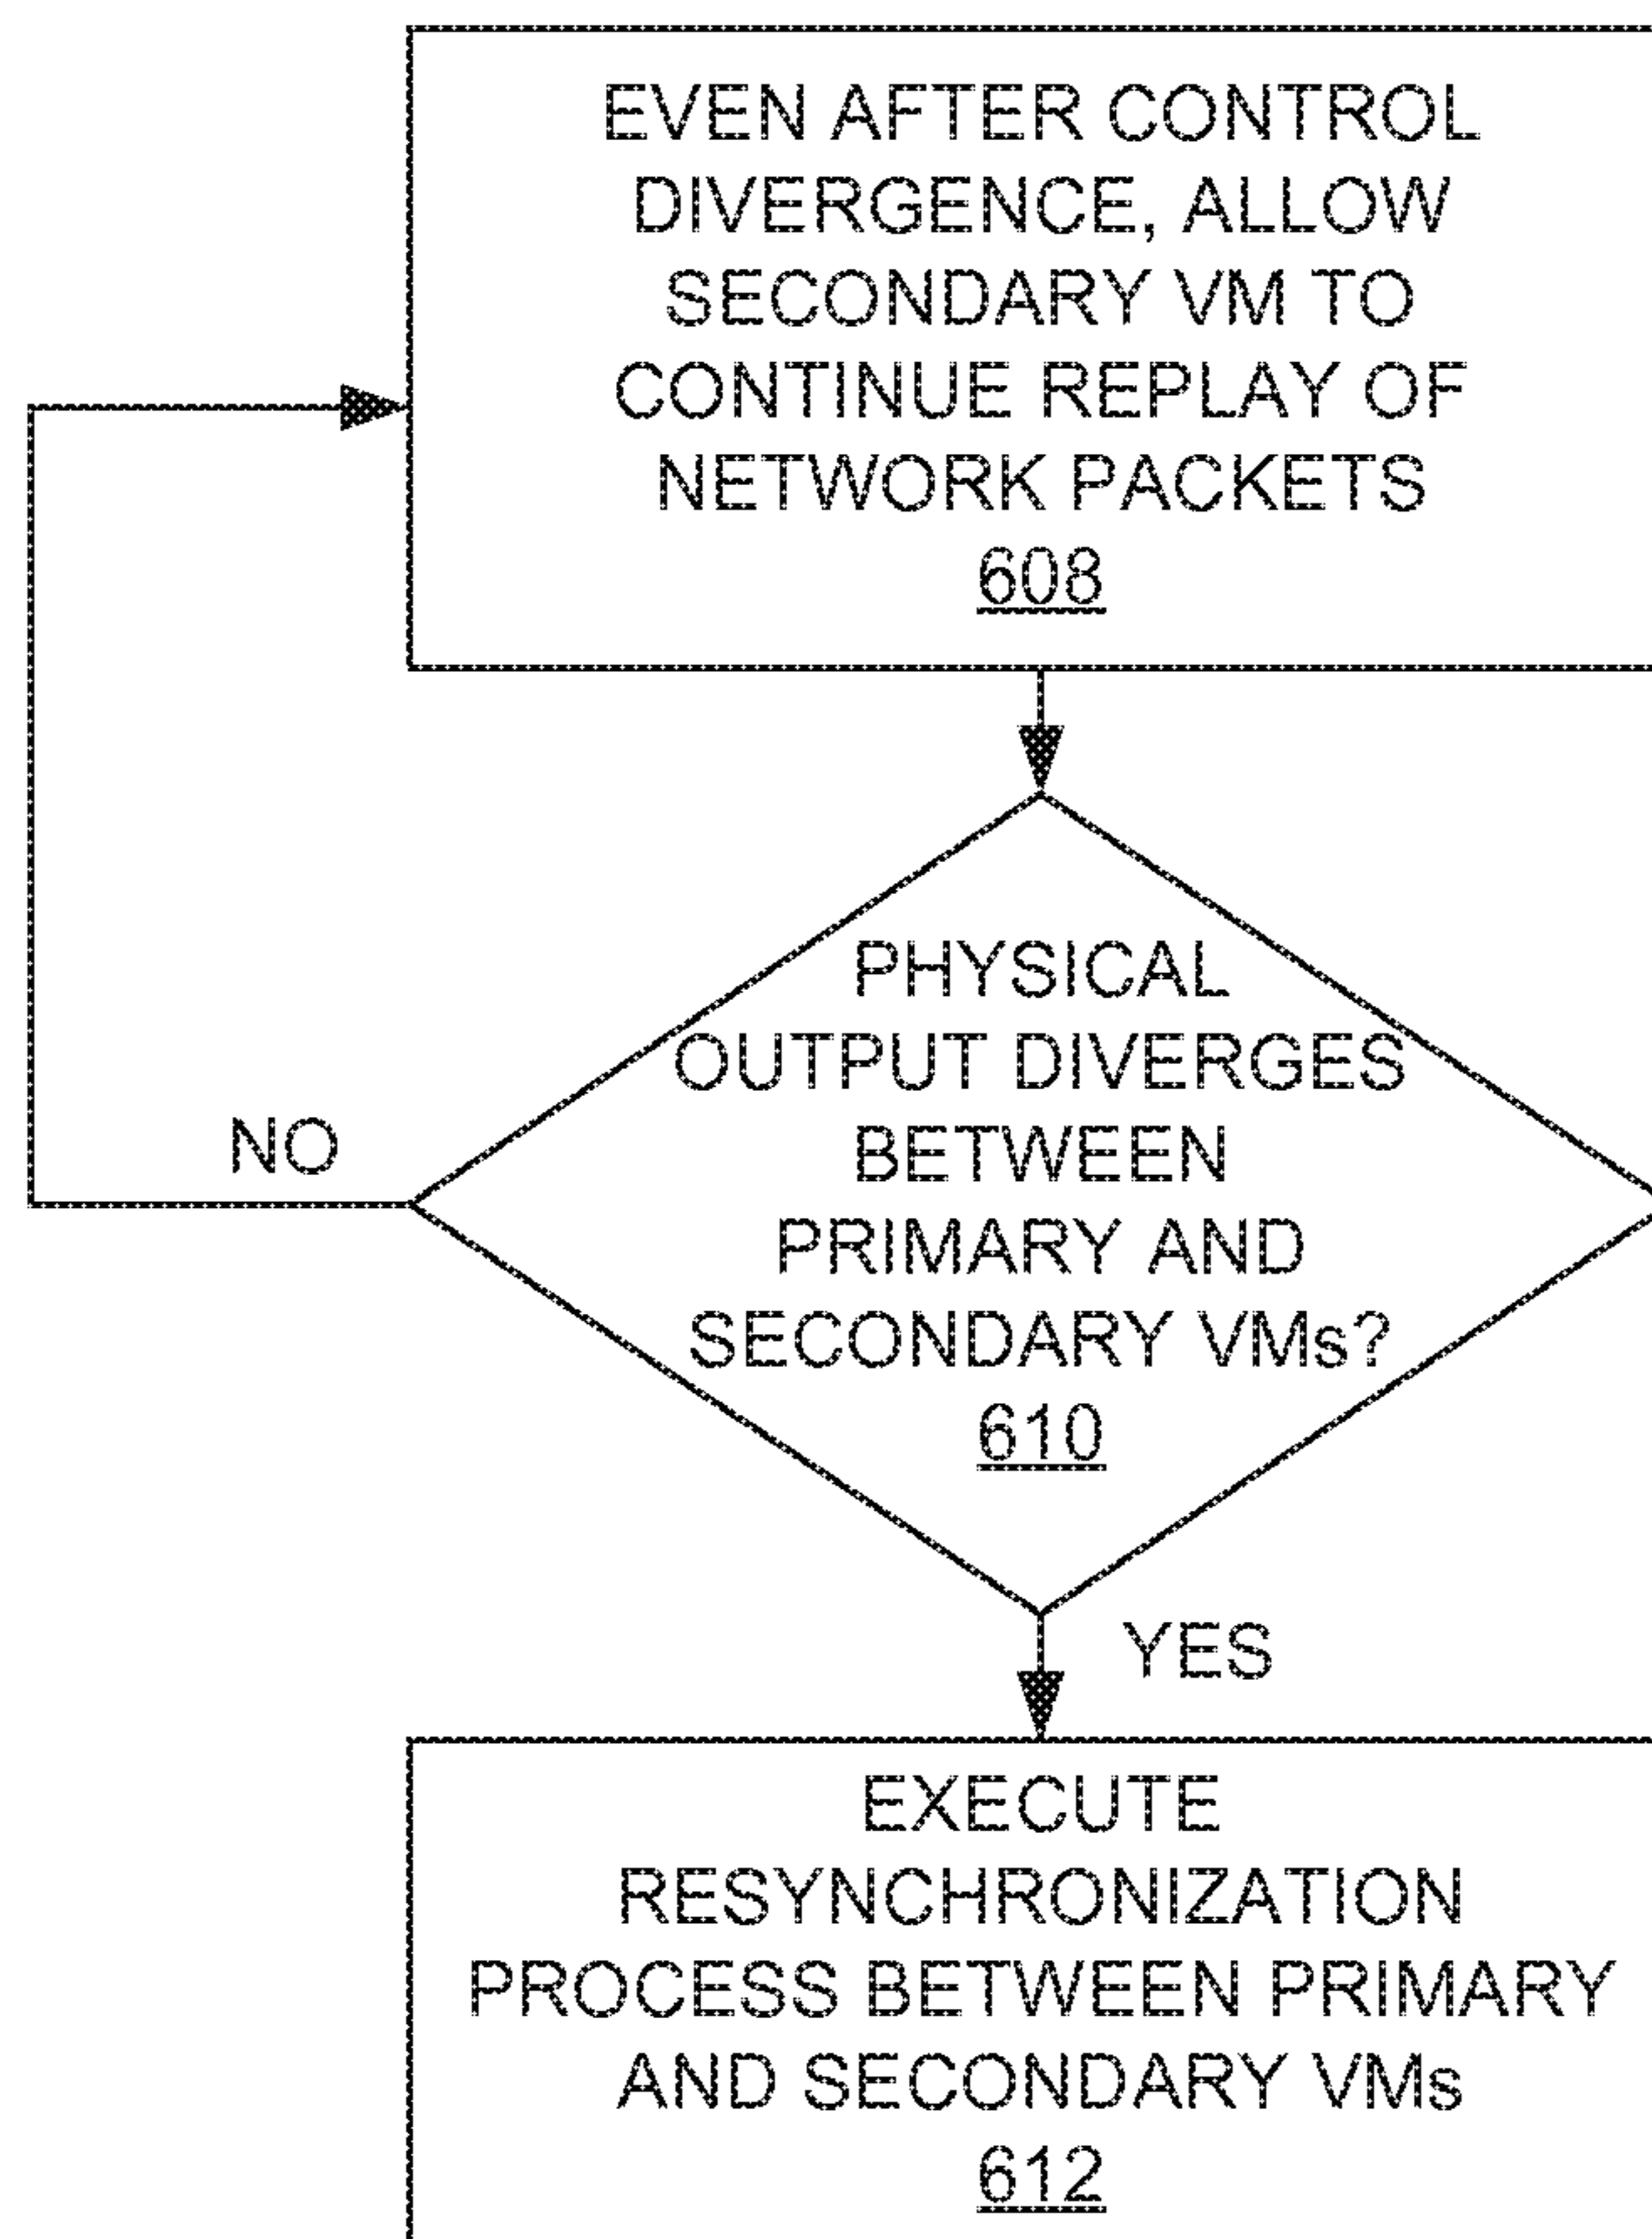 EVEN AFTER CONTROL
DIVERGENCE, ALLOW
SECONDARY VM TO
CONTINUE REPLAY OF
NETWORK PACKETS
608
PHYSICAL
OUTPUT DIVERGES
BETWEEN
PRIMARY AND
SECONDARY VMs?
610
NO
YES
EXECUTE
RESYNCHRONIZATION
PROCESS BETWEEN PRIMARY
AND SECONDARY VMs
612